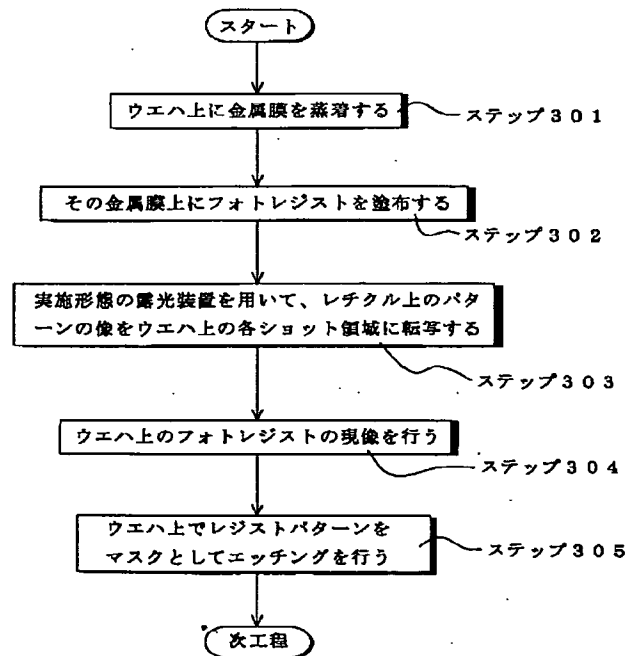 スタート
ウエハ上に金属膜を蒸着する
ステップ301
その金属膜上にフォトレジストを塗布する
ステップ302
実施形態の露光装置を用いて、レチクル上のパタ
ーンの像をウエハ上の各ショット領域に転写する
ステップ303
ウエハ上のフォトレジストの現像を行う
ステップ304
ウエハ上でレジストパターンを
マスクとしてエッチングを行う
ステップ305
次工程